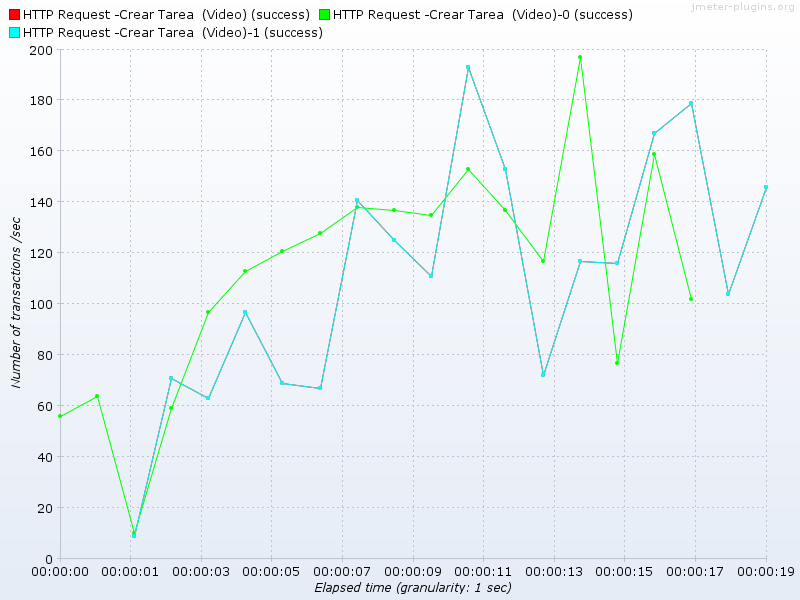 jmeter-plugins.org
HTTP Request -Crear Tarea  (Video) (success) HTTP Request -Crear Tarea  (Video)-0 (success)
HTTP Request -Crear Tarea  (Video)-1 (success)
200
180
160
140
120
100
80
60
40
20
0
Number of transactions /sec
00:00:00 00:00:01 00:00:03 00:00:05 00:00:07 00:00:09 00:00:11 00:00:13 00:00:15 00:00:17 00:00:19
Elapsed time (granularity: 1 sec)